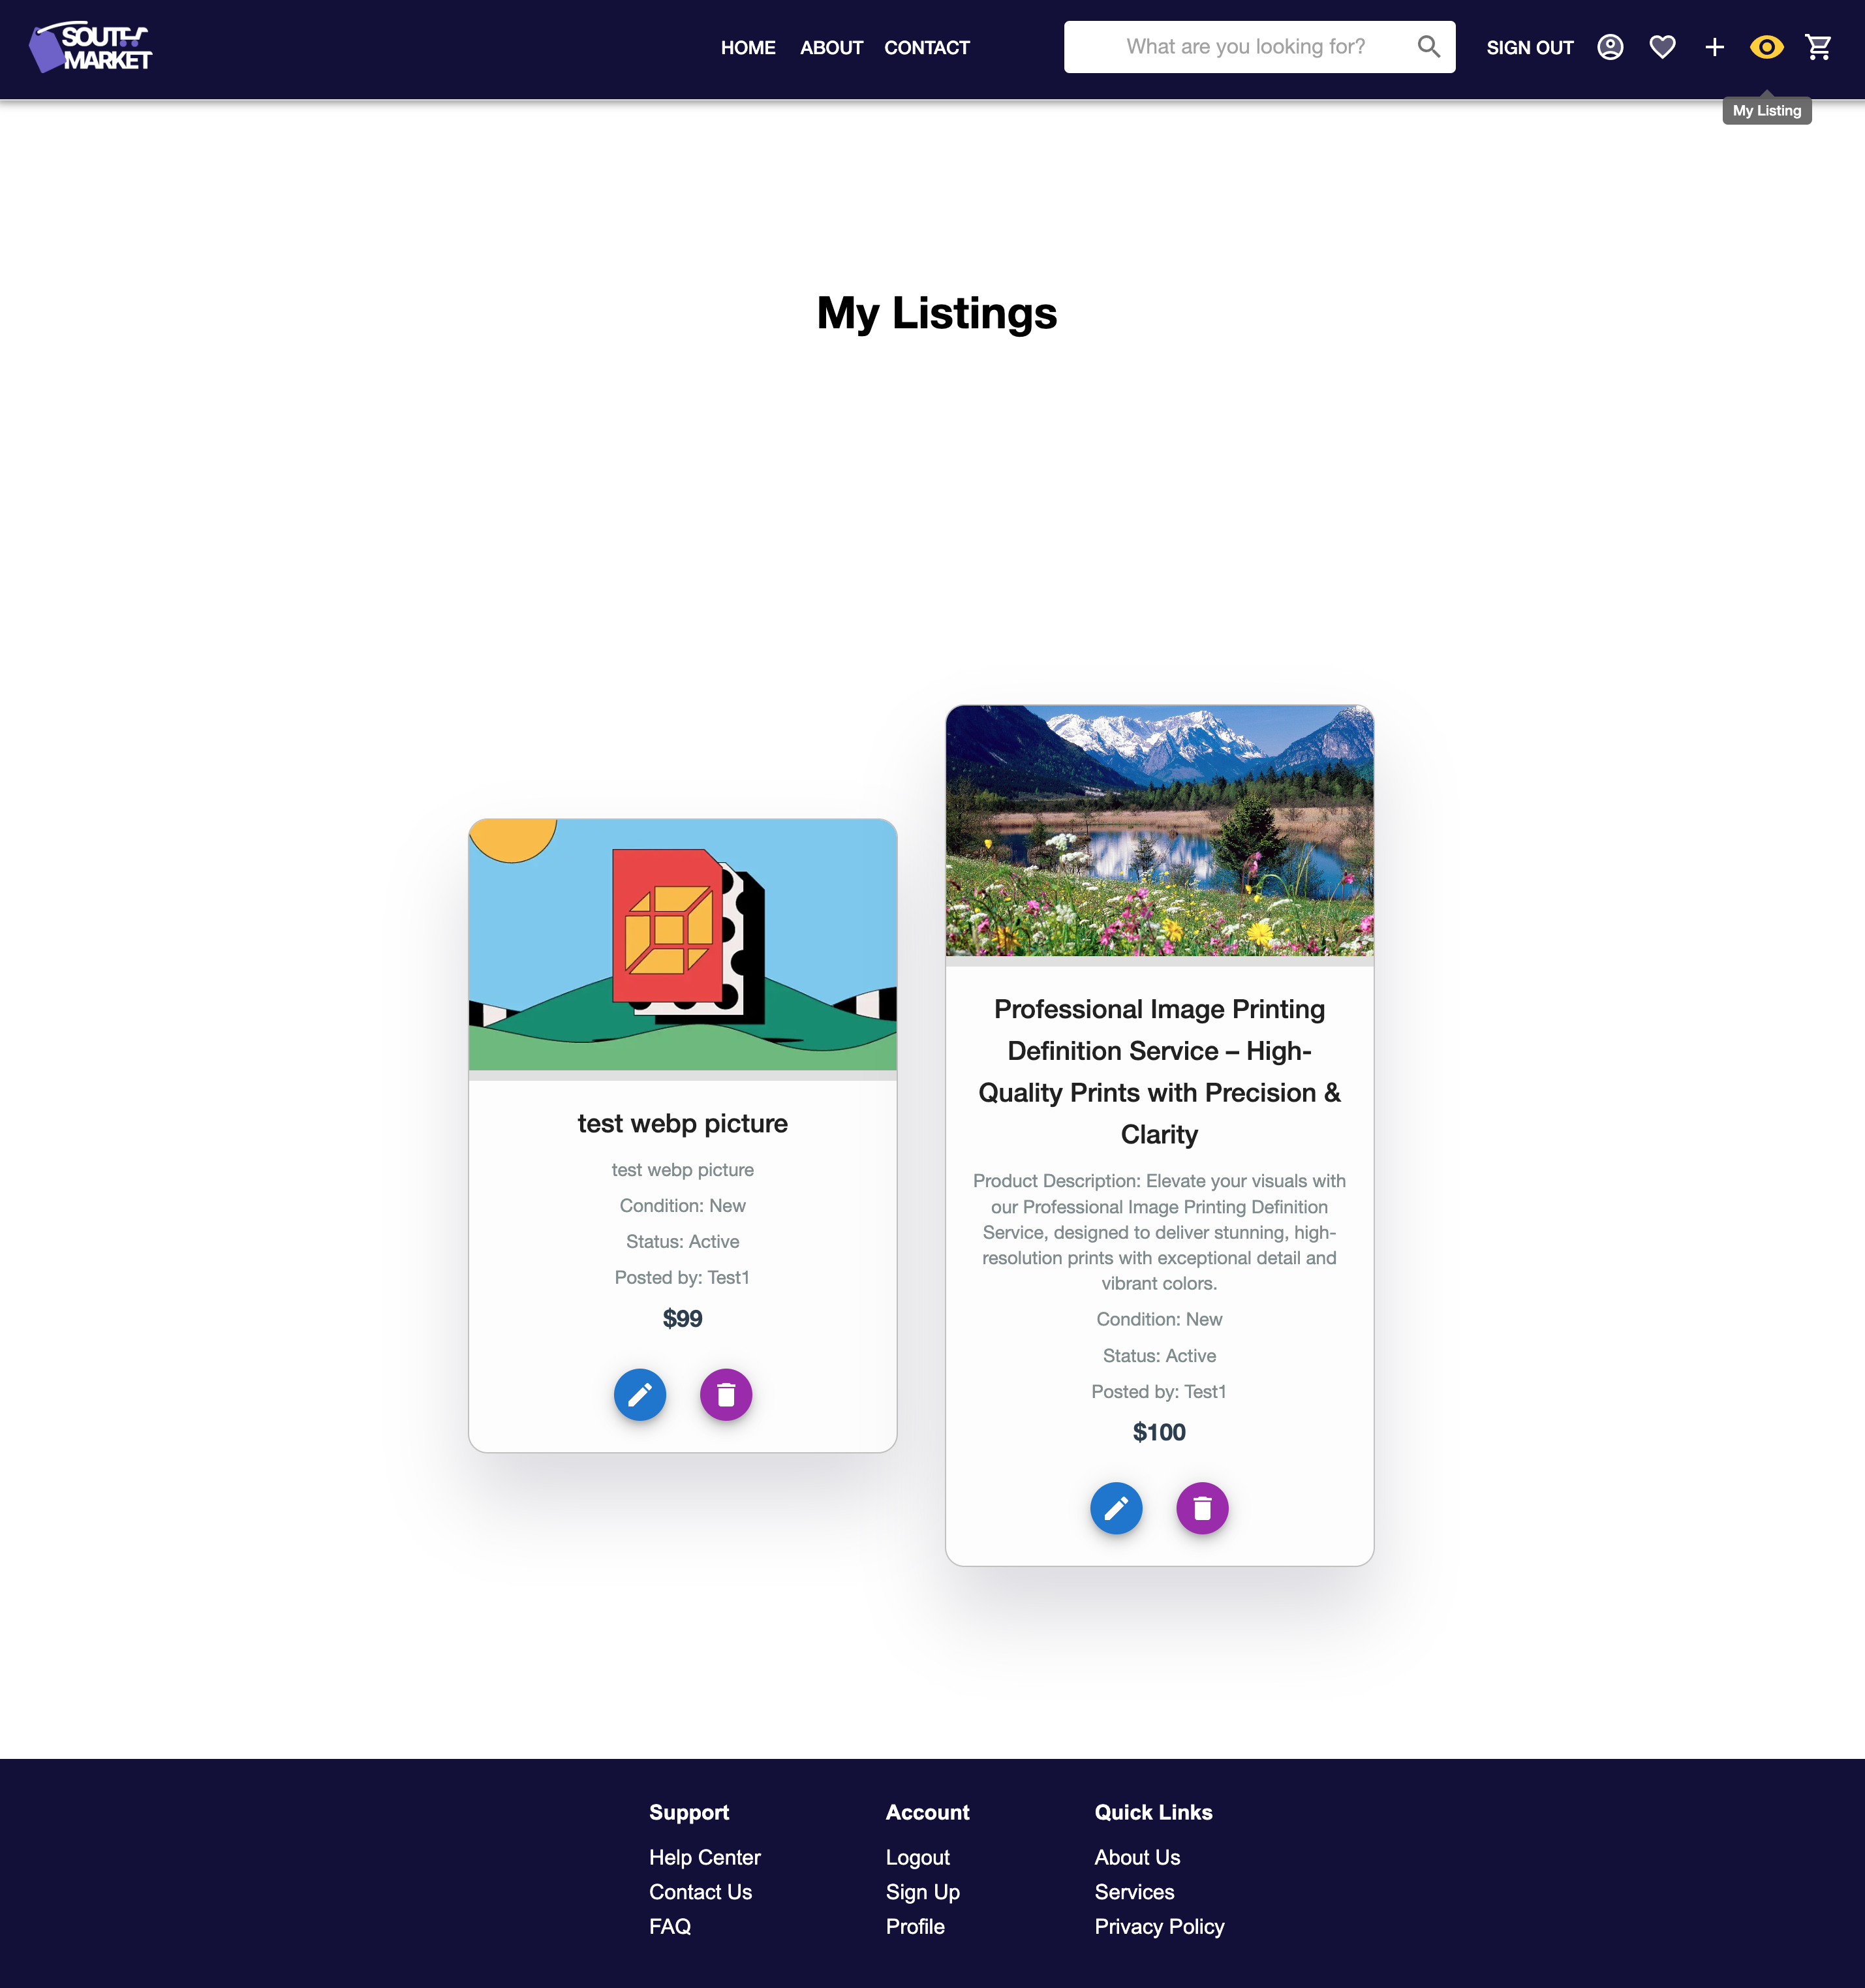 SOUTHS
MARKET
HOME ABOUT CONTACT
What are you looking for?
SIGN OUT
My Listing
My Listings
test webp picture
test webp picture
Condition: New
Status: Active
Posted by: Test1
$99
Professional Image Printing
Definition Service – High-
Quality Prints with Precision &
Clarity
Product Description: Elevate your visuals with
our Professional Image Printing Definition
Service, designed to deliver stunning, high-
resolution prints with exceptional detail and
vibrant colors.
Condition: New
Status: Active
Posted by: Test1
$100
Support
Help Center
Contact Us
FAQ
Account
Logout
Sign Up
Profile
Quick Links
About Us
Services
Privacy Policy